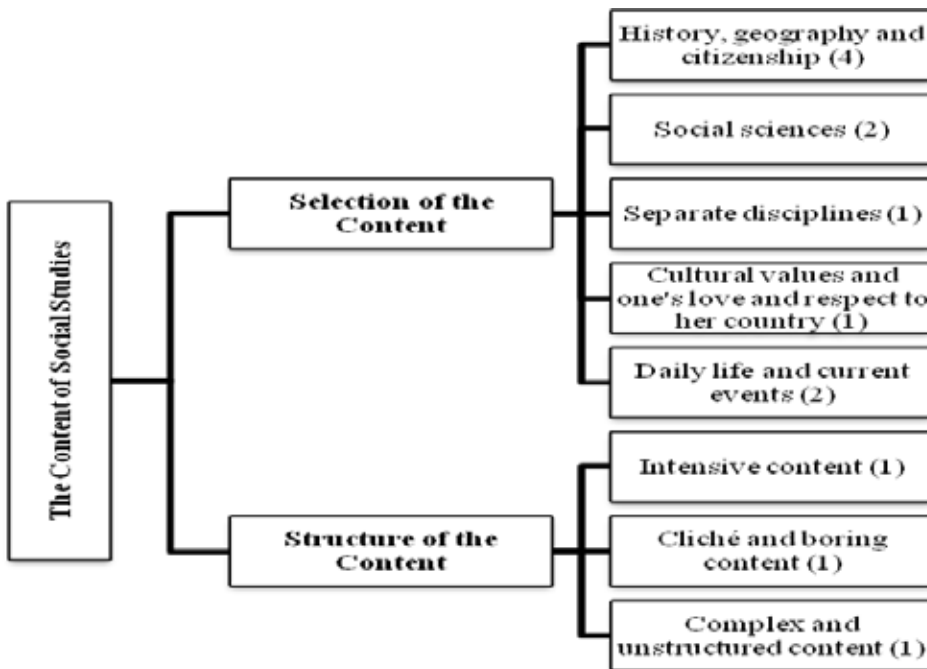 The Content of Social Studies
Selection of the
Content
History, geography and
citizenship (4)
Social sciences (2)
Separate disciplines (1)
Cultural values and
one's love and respect to
her country (1)
Daily life and current
events (2)
Structure of the
Content
Intensive content (1)
Cliché and boring
content (1)
Complex and
unstructured content (1)